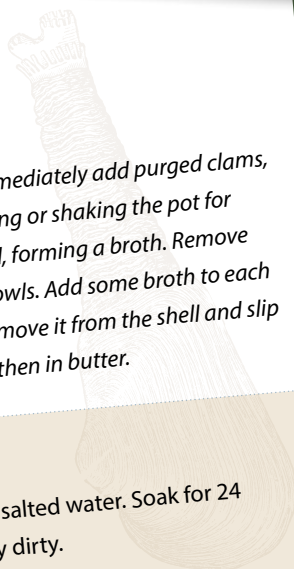 mediately add purged clams,
ng or shaking the pot for
, forming a broth. Remove
owls. Add some broth to each
move it from the shell and slip
then in butter.
salted water. Soak for 24
y dirty.